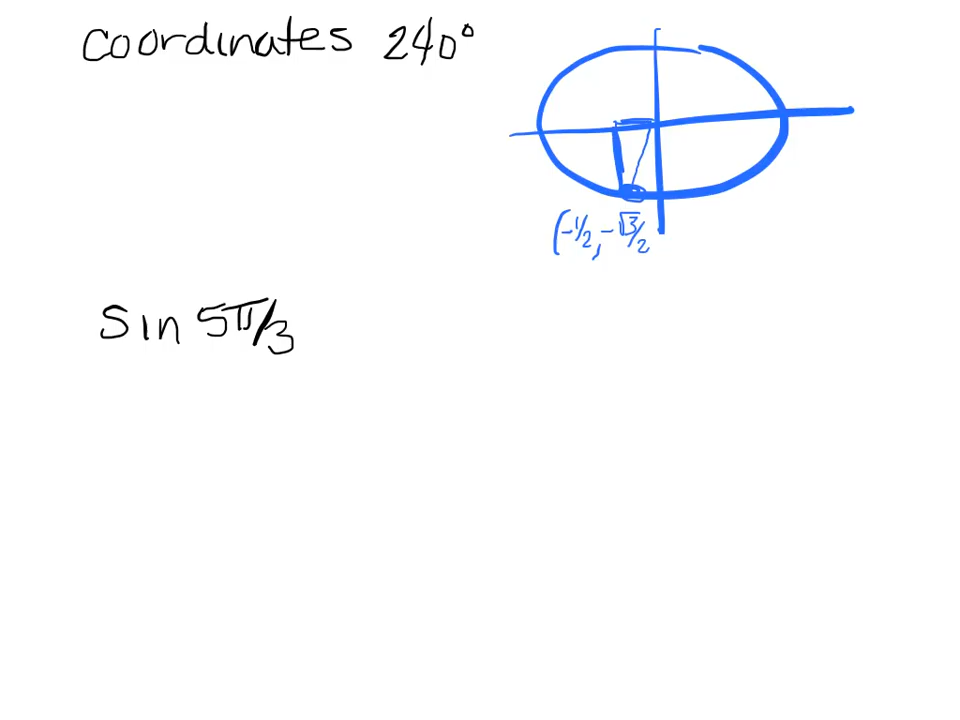 coordinates 240°
(-1/2, -√3/2
sin 5π/3